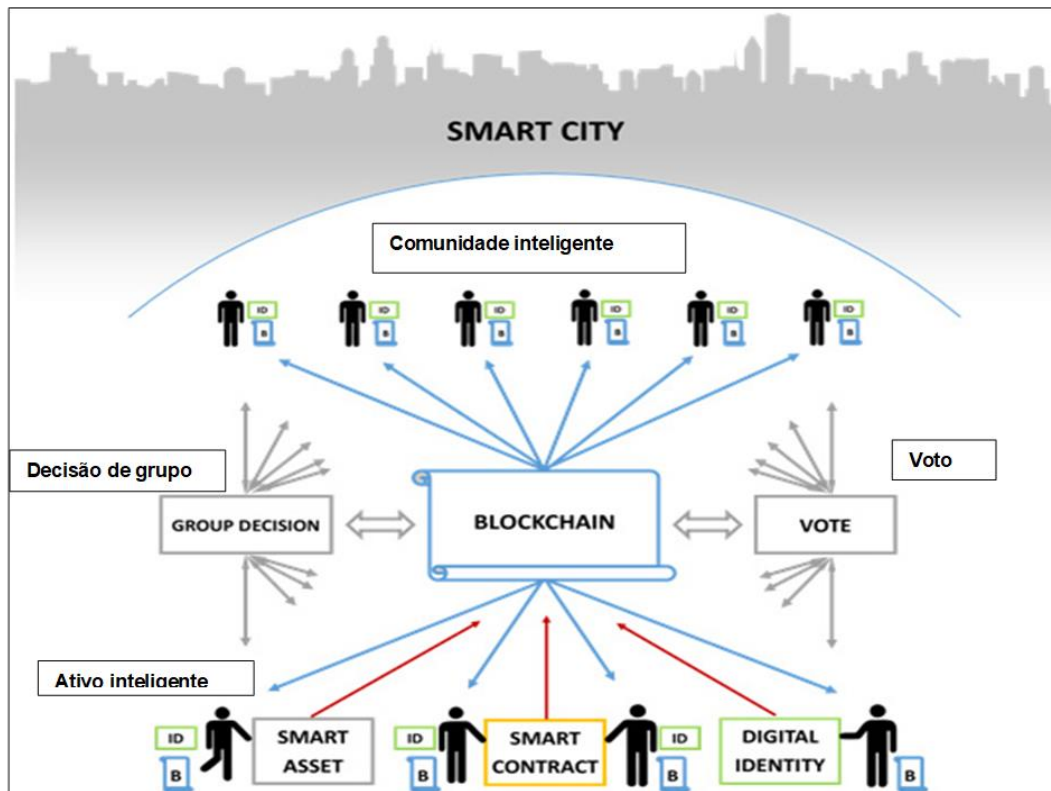 SMART CITY
Comunidade inteligente
ID
B
ID
B
ID
B
ID
B
ID
B
ID
B
Decisão de grupo
Voto
GROUP DECISION
BLOCKCHAIN
VOTE
Ativo inteligente
ID
B
SMART
ASSET
ID
B
SMART
CONTRACT
ID
B
DIGITAL
IDENTITY
B